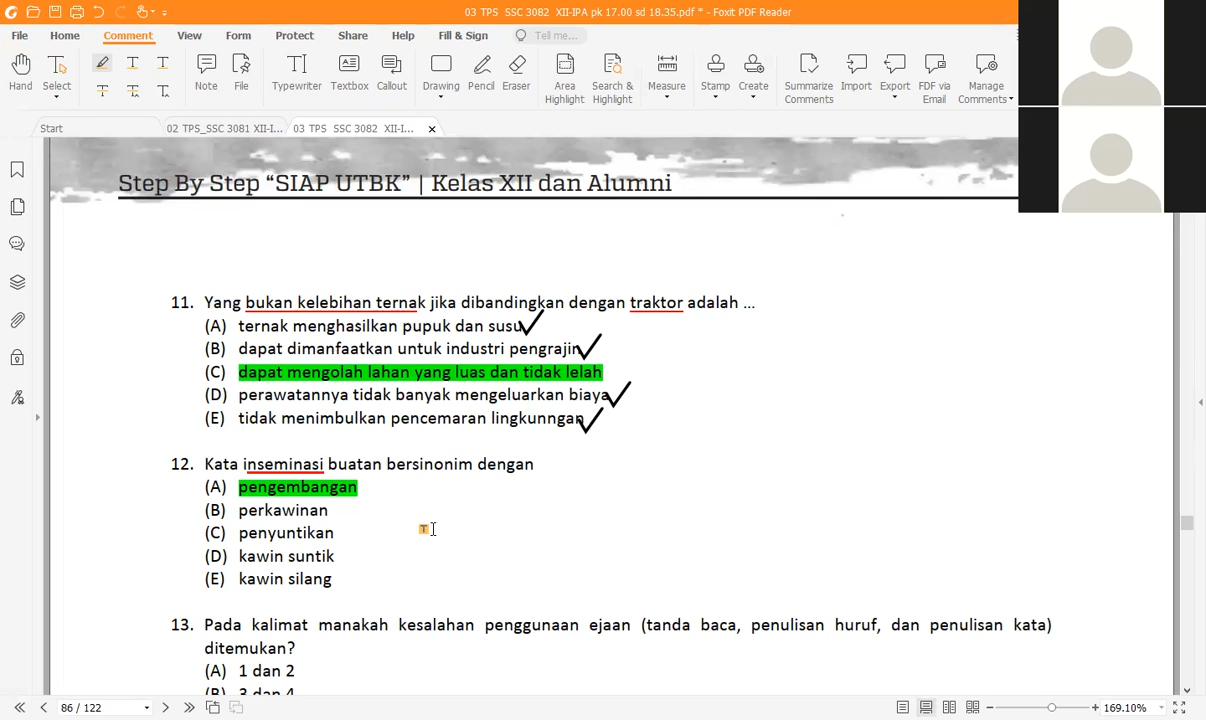 03 TPS SSC 3082 XII-IPA pk 17.00 sd 18.35.pdf * - Foxit PDF Reader
File Home Comment View Form Protect Share Help Fill & Sign Tell me...
Hand Select Note File Typewriter Textbox Callout Drawing Pencil Eraser Area Highlight Search & Highlight Measure Stamp Create Summarize Comments Import Export FDF via Email Manage Comments
Start 02 TPS_SSC 3081 XII-I... 03 TPS SSC 3082 XII-I...
Step By Step “SIAP UTBK” | Kelas XII dan Alumni
11. Yang bukan kelebihan ternak jika dibandingkan dengan traktor adalah ...
(A) ternak menghasilkan pupuk dan susu
(B) dapat dimanfaatkan untuk industri pengrajin
(C) dapat mengolah lahan yang luas dan tidak lelah
(D) perawatannya tidak banyak mengeluarkan biaya
(E) tidak menimbulkan pencemaran lingkunngan
12. Kata inseminasi buatan bersinonim dengan
(A) pengembangan
(B) perkawinan
(C) penyuntikan
(D) kawin suntik
(E) kawin silang
13. Pada kalimat manakah kesalahan penggunaan ejaan (tanda baca, penulisan huruf, dan penulisan kata)
ditemukan?
(A) 1 dan 2
(B) 3 dan 4
86 / 122 169.10%